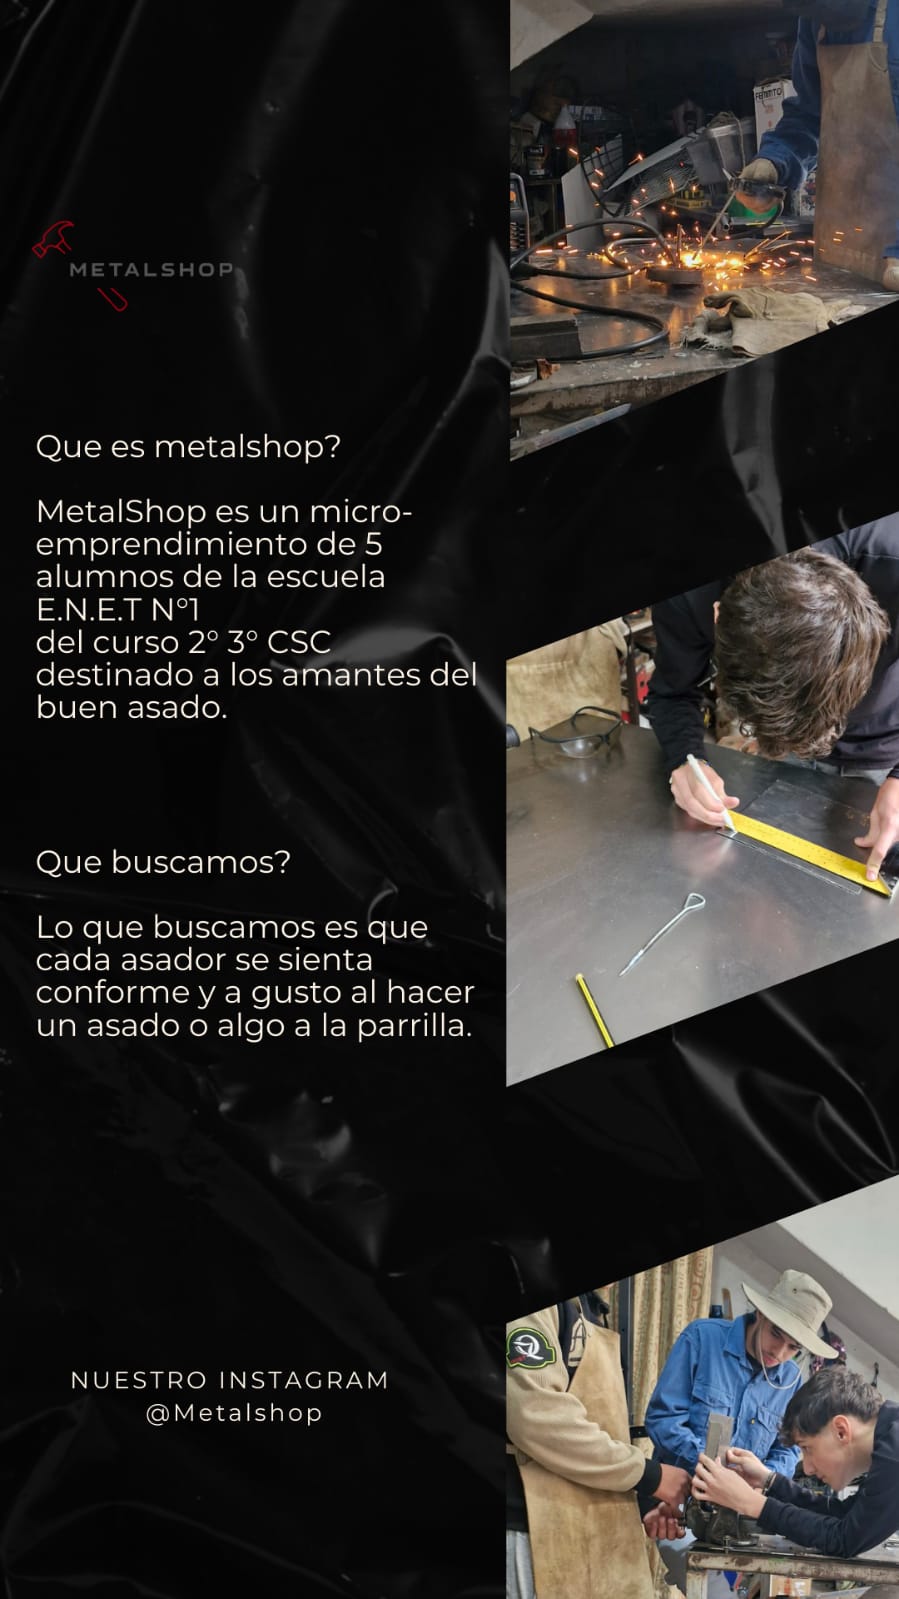 METALSHOP
Que es metalshop?
MetalShop es un micro-
emprendimiento de 5
alumnos de la escuela
E.N.E.T N°1
del curso 2° 3° CSC
destinado a los amantes del
buen asado.
Que buscamos?
Lo que buscamos es que
cada asador se sienta
conforme y a gusto al hacer
un asado o algo a la parrilla.
NUESTRO INSTAGRAM
@Metalshop